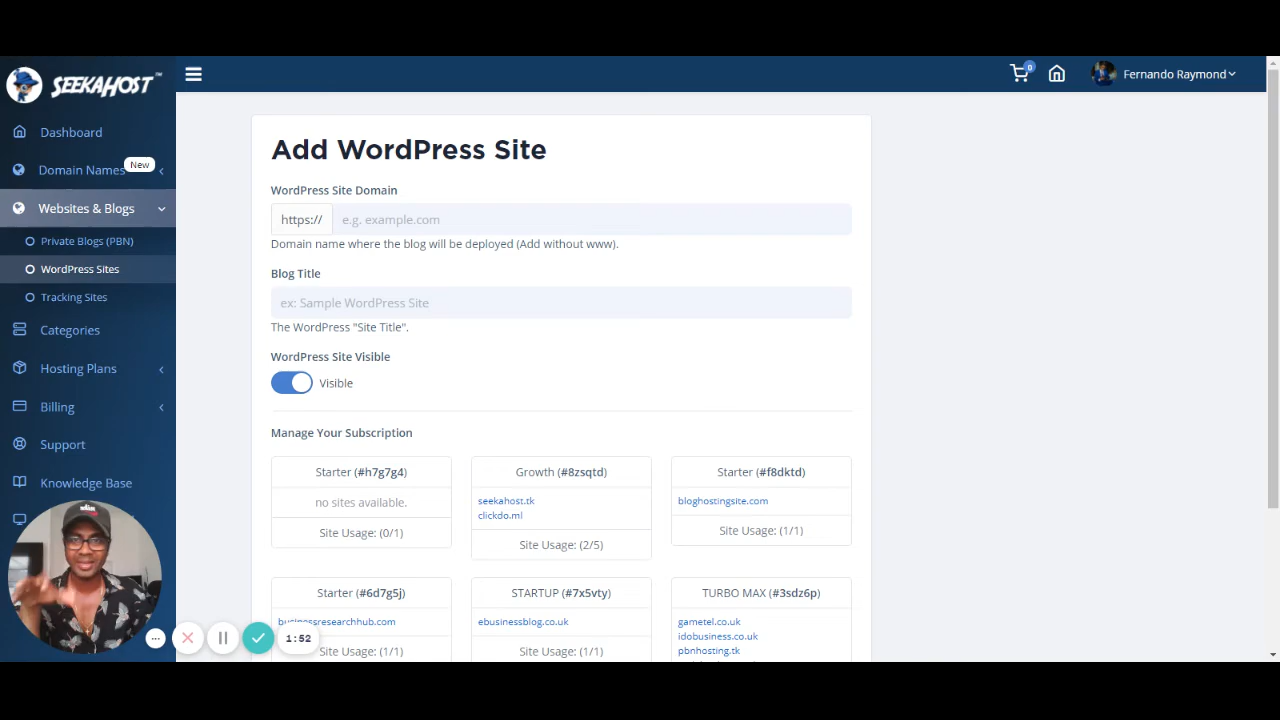 SEEKAHOST™
0
Fernando Raymond
Dashboard
Domain Names
New
Websites & Blogs
Private Blogs (PBN)
WordPress Sites
Tracking Sites
Categories
Hosting Plans
Billing
Support
Knowledge Base
Add WordPress Site
WordPress Site Domain
https://
e.g. example.com
Domain name where the blog will be deployed (Add without www).
Blog Title
ex: Sample WordPress Site
The WordPress "Site Title".
WordPress Site Visible
Visible
Manage Your Subscription
Starter (#h7g7g4)
no sites available.
Site Usage: (0/1)
Growth (#8zsqtd)
seekahost.tk
clickdo.ml
Site Usage: (2/5)
Starter (#f8dktd)
bloghostingsite.com
Site Usage: (1/1)
Starter (#6d7g5j)
businessresearchhub.com
Site Usage: (1/1)
STARTUP (#7x5vty)
ebusinessblog.co.uk
Site Usage: (1/1)
TURBO MAX (#3sdz6p)
gametel.co.uk
idobusiness.co.uk
pbnhosting.tk
1:52